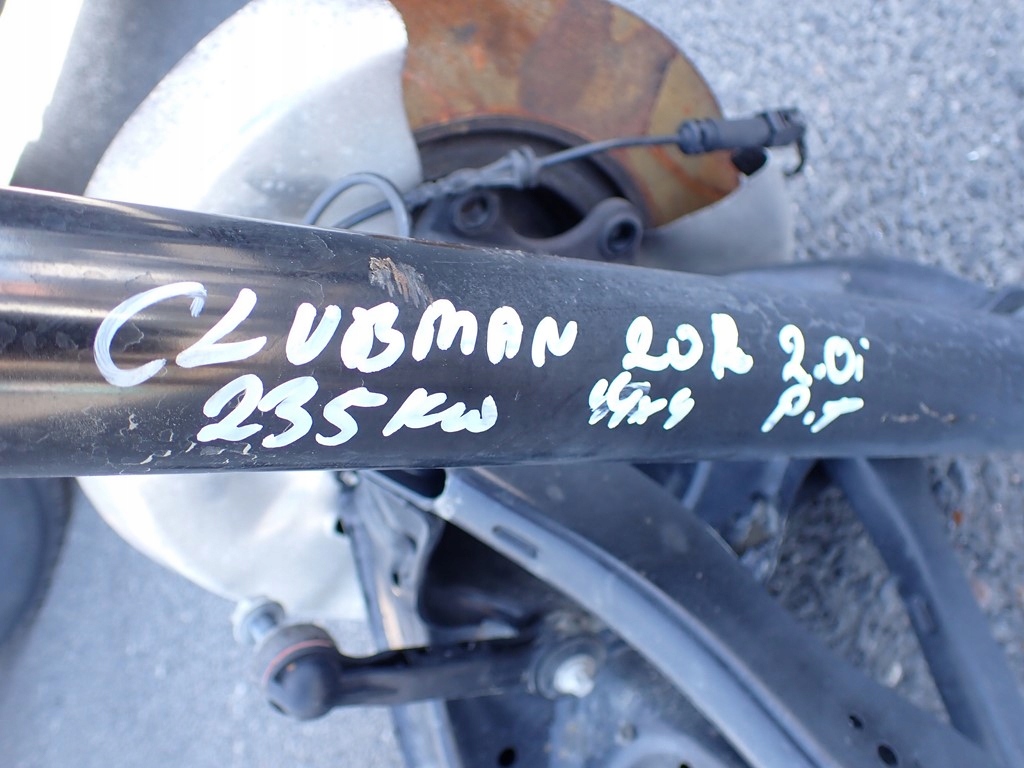 CLUBMAN 20R 2.0i
235KW P.T